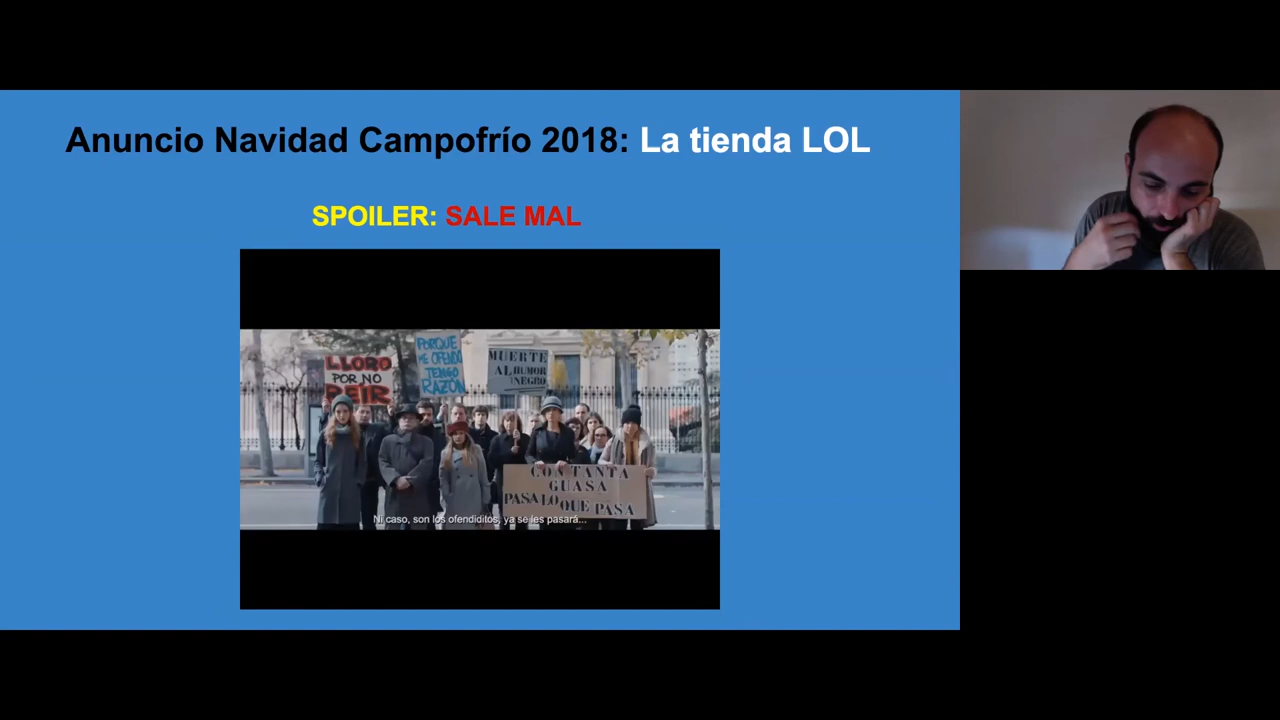 Anuncio Navidad Campofrío 2018: La tienda LOL
SPOILER: SALE MAL
LLORO
POR NO
REIR
PORQUE
ME OFENDO
TENGO
RAZÓN
MUERTE
AL HUMOR
NEGRO
CON TANTA
GUASA
PASA LO QUE PASA
Ni caso, son los ofendiditos, ya se les pasará...